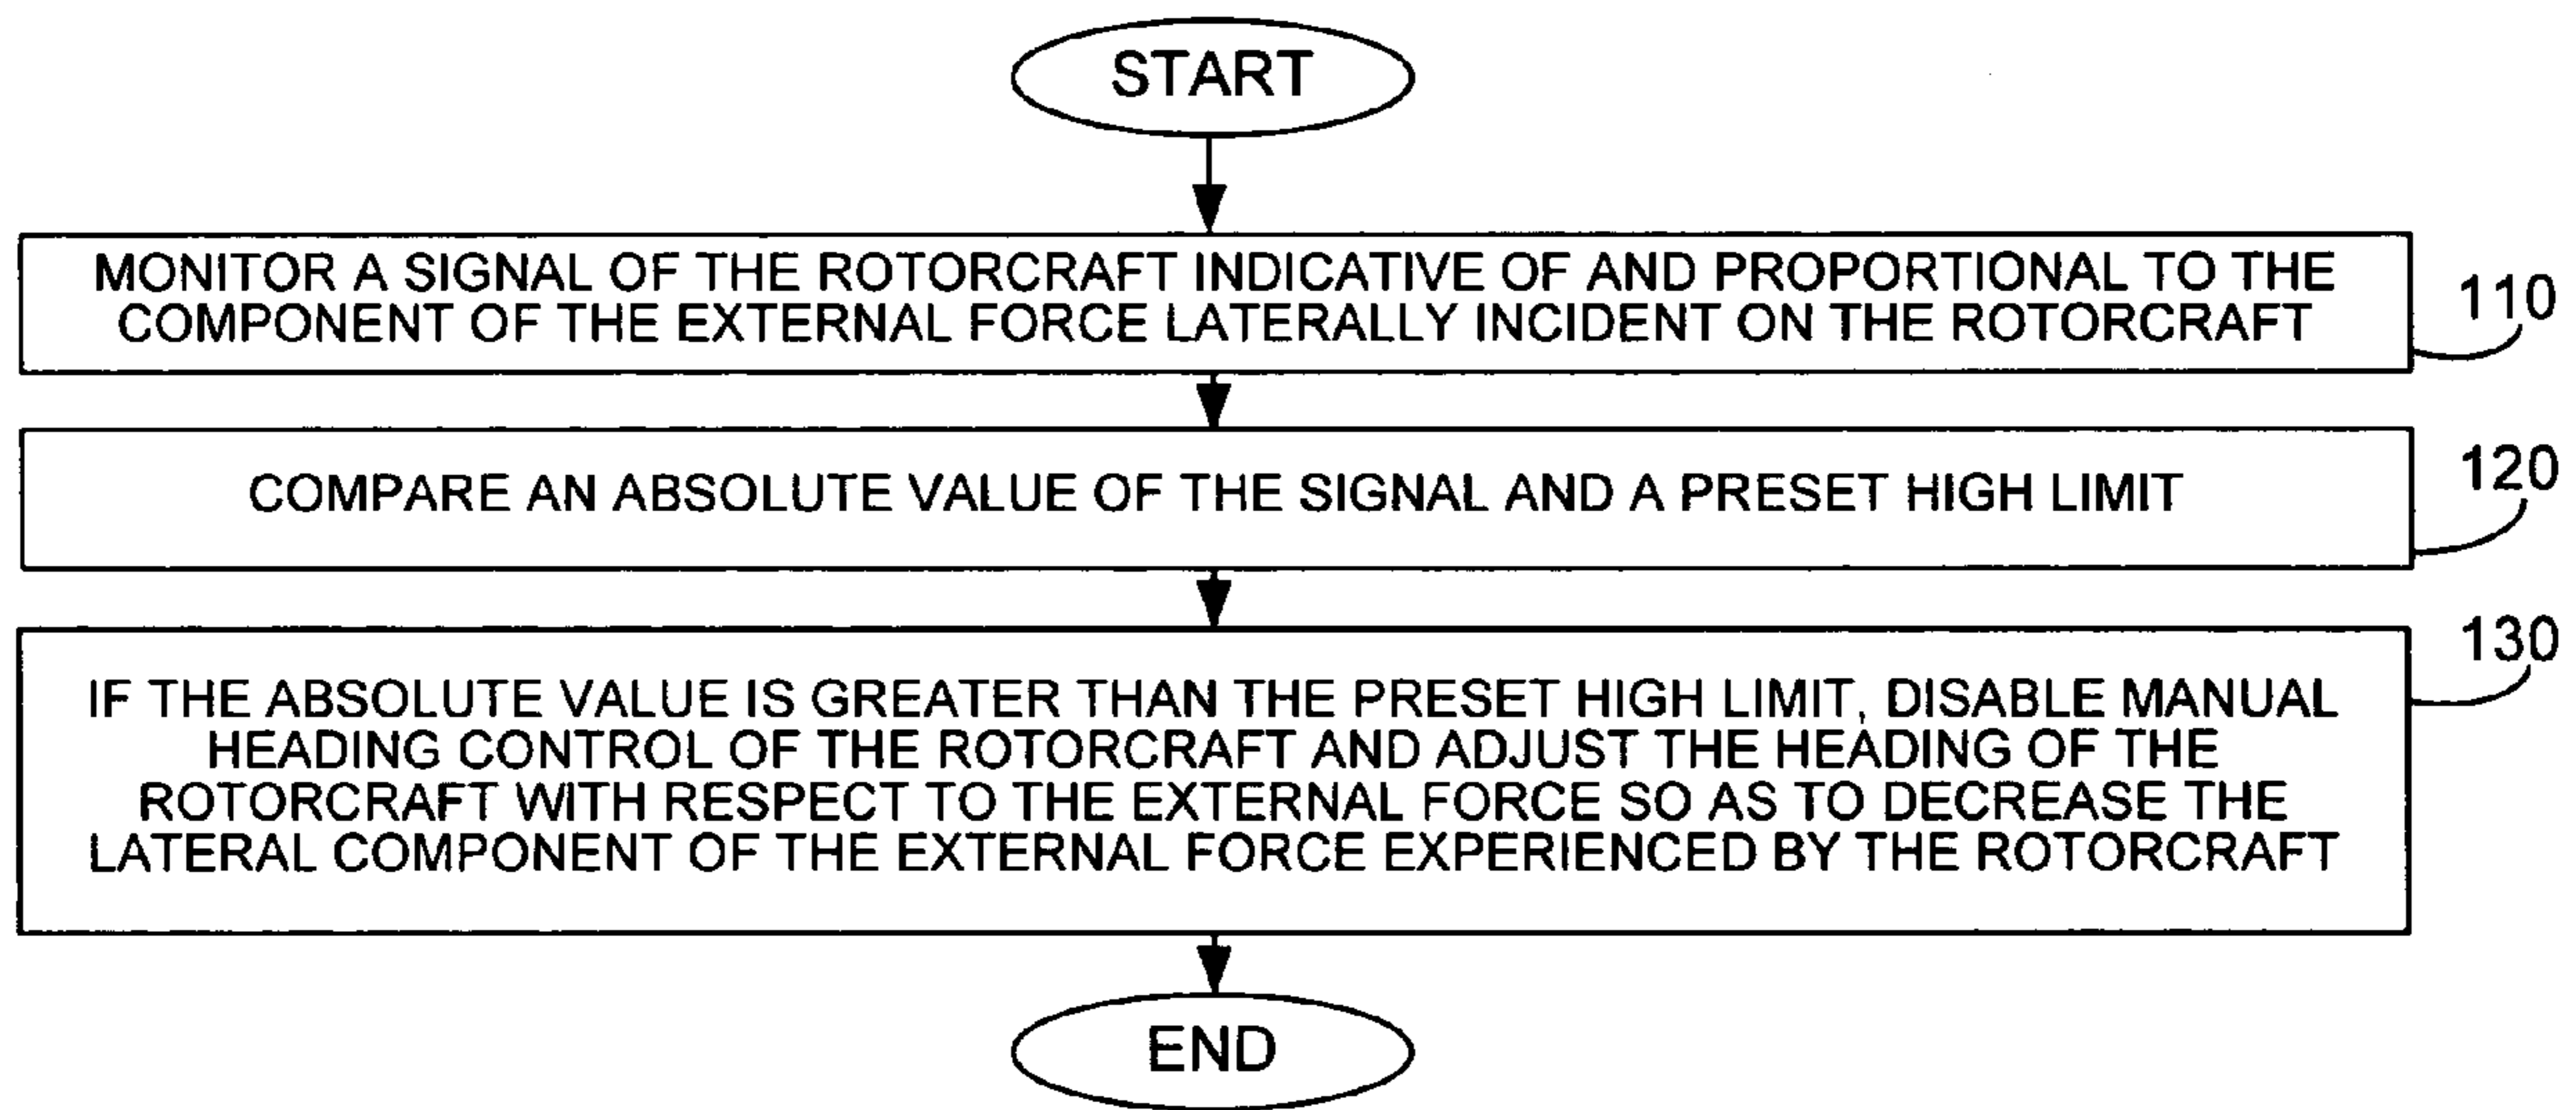 START
MONITOR A SIGNAL OF THE ROTORCRAFT INDICATIVE OF AND PROPORTIONAL TO THE
COMPONENT OF THE EXTERNAL FORCE LATERALLY INCIDENT ON THE ROTORCRAFT
110
COMPARE AN ABSOLUTE VALUE OF THE SIGNAL AND A PRESET HIGH LIMIT
120
IF THE ABSOLUTE VALUE IS GREATER THAN THE PRESET HIGH LIMIT, DISABLE MANUAL
HEADING CONTROL OF THE ROTORCRAFT AND ADJUST THE HEADING OF THE
ROTORCRAFT WITH RESPECT TO THE EXTERNAL FORCE SO AS TO DECREASE THE
LATERAL COMPONENT OF THE EXTERNAL FORCE EXPERIENCED BY THE ROTORCRAFT
130
END